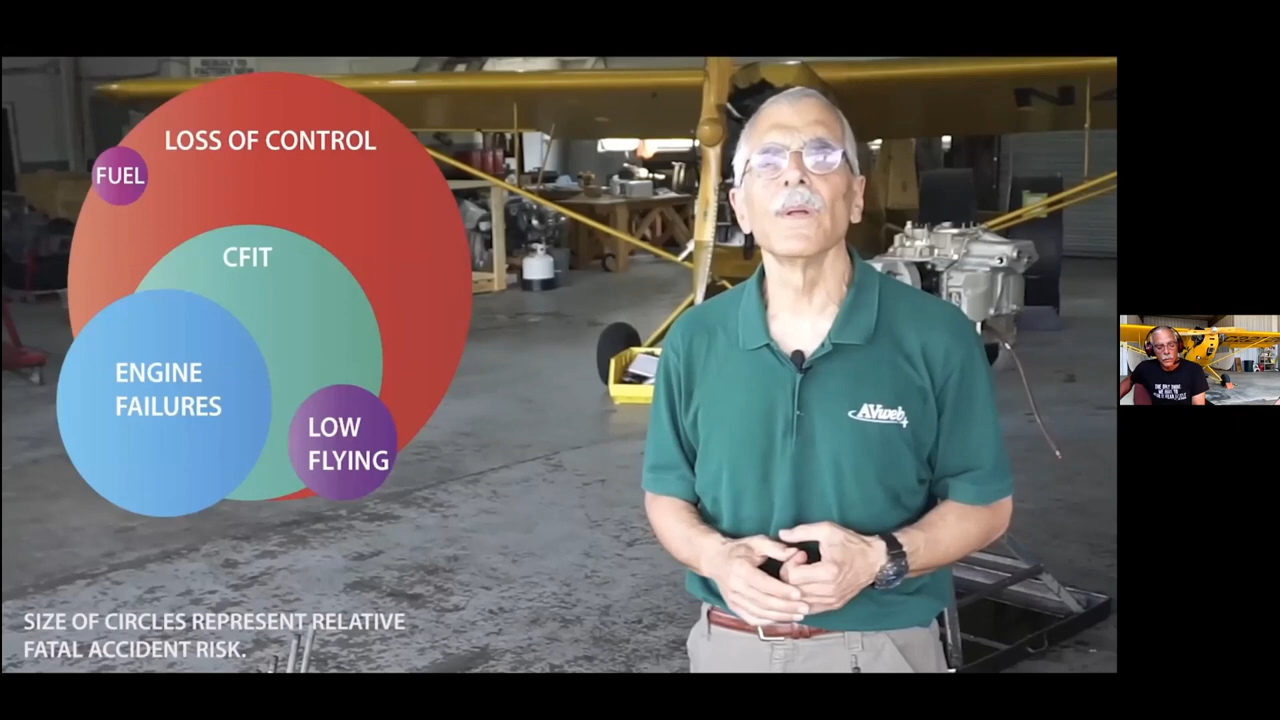 LOSS OF CONTROL
FUEL
CFIT
ENGINE
FAILURES
LOW
FLYING
AVweb
SIZE OF CIRCLES REPRESENT RELATIVE
FATAL ACCIDENT RISK.